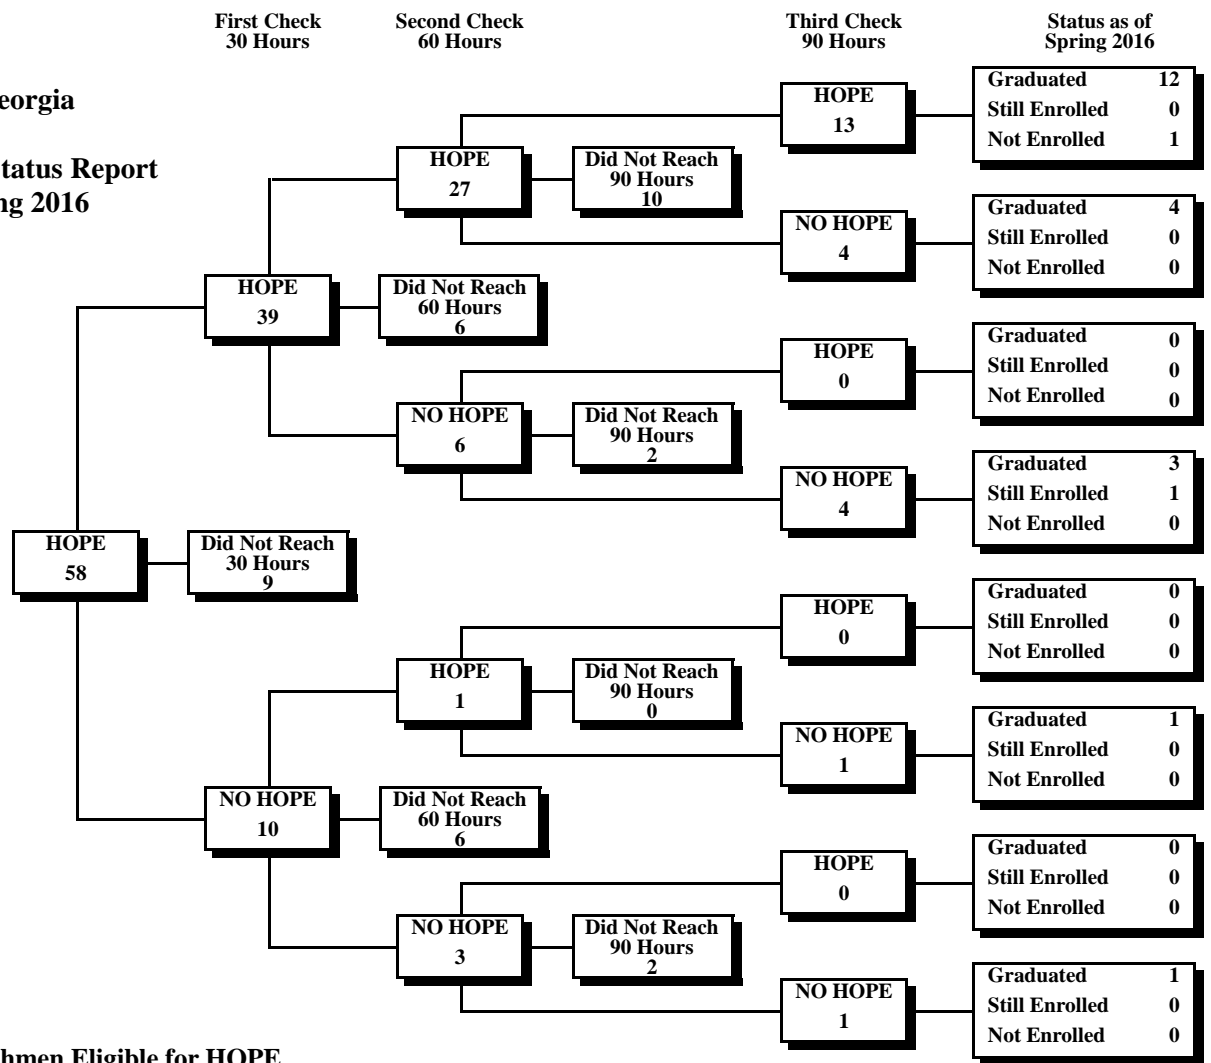 First Check
30 Hours
Second Check
60 Hours
Third Check
90 Hours
Status as of
Spring 2016
Report
2016
HOPE
13
Graduated 12
Still Enrolled 0
Not Enrolled 1
HOPE
27
Did Not Reach
90 Hours
10
NO HOPE
4
Graduated 4
Still Enrolled 0
Not Enrolled 0
HOPE
39
Did Not Reach
60 Hours
6
HOPE
0
Graduated 0
Still Enrolled 0
Not Enrolled 0
NO HOPE
6
Did Not Reach
90 Hours
2
NO HOPE
4
Graduated 3
Still Enrolled 1
Not Enrolled 0
HOPE
58
Did Not Reach
30 Hours
9
HOPE
0
Graduated 0
Still Enrolled 0
Not Enrolled 0
HOPE
1
Did Not Reach
90 Hours
0
NO HOPE
1
Graduated 1
Still Enrolled 0
Not Enrolled 0
NO HOPE
10
Did Not Reach
60 Hours
6
HOPE
0
Graduated 0
Still Enrolled 0
Not Enrolled 0
NO HOPE
3
Did Not Reach
90 Hours
2
NO HOPE
1
Graduated 1
Still Enrolled 0
Not Enrolled 0
Eligible for HOPE